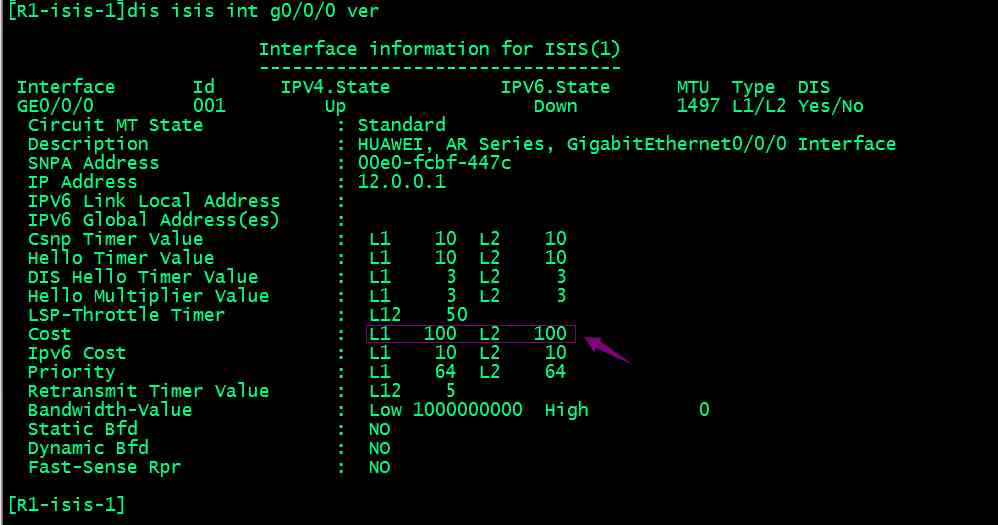 [R1-isis-1]dis isis int g0/0/0 ver
Interface information for ISIS(1)
---------------------------------
Interface Id IPV4.State IPV6.State MTU Type DIS
GE0/0/0 001 Up Down 1497 L1/L2 Yes/No
Circuit MT State : Standard
Description : HUAWEI, AR Series, GigabitEthernet0/0/0 Interface
SNPA Address : 00e0-fcbf-447c
IP Address : 12.0.0.1
IPV6 Link Local Address :
IPV6 Global Address(es) :
Csnp Timer Value : L1 10 L2 10
Hello Timer Value : L1 10 L2 10
DIS Hello Timer Value : L1 3 L2 3
Hello Multiplier Value : L1 3 L2 3
LSP-Throttle Timer : L12 50
Cost : L1 100 L2 100
Ipv6 Cost : L1 10 L2 10
Priority : L1 64 L2 64
Retransmit Timer Value : L12 5
Bandwidth-Value : Low 1000000000 High 0
Static Bfd : NO
Dynamic Bfd : NO
Fast-Sense Rpr : NO
[R1-isis-1]